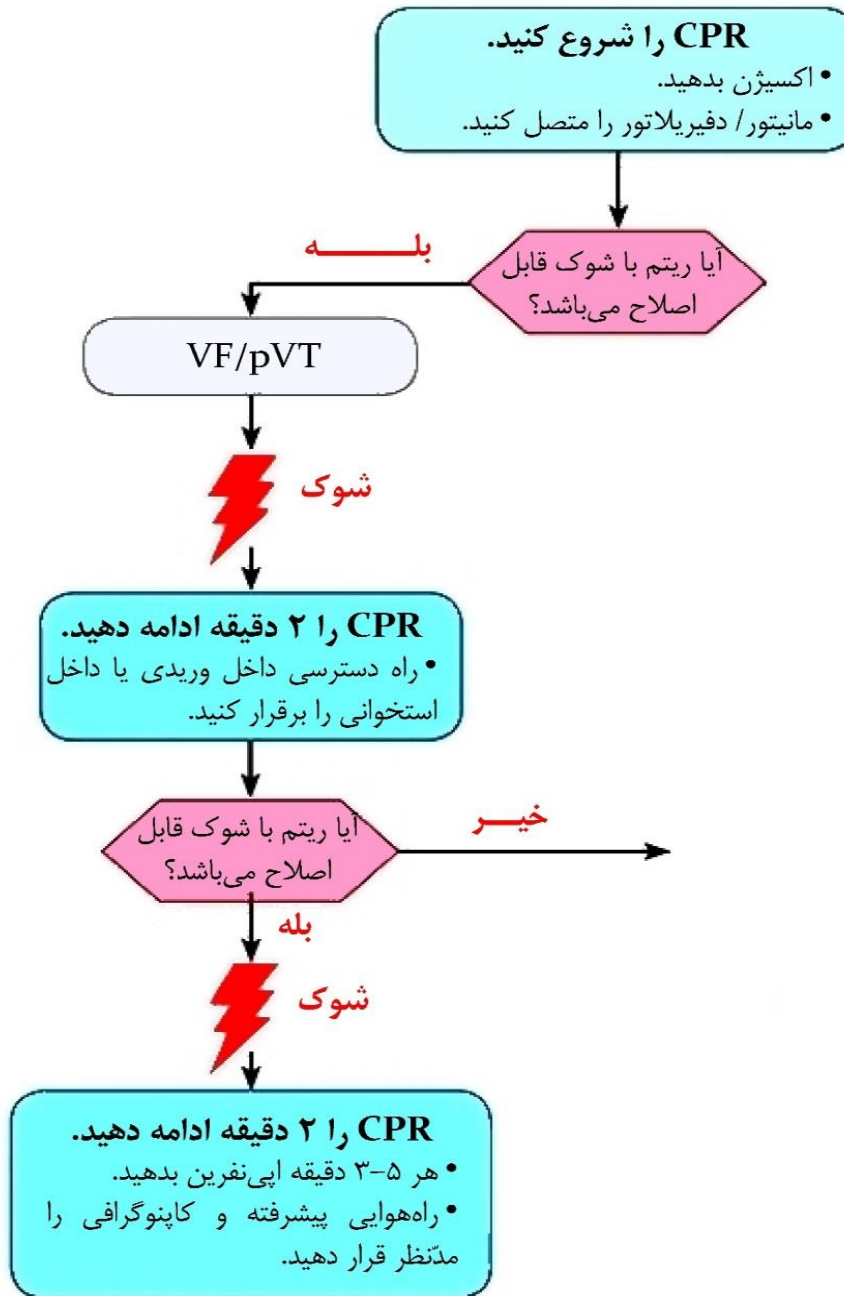 CPR را شروع کنید.
• اکسیژن بدهید.
• مانیتور/ دفیریلاتور را متصل کنید.
آیا ریتم با شوک قابل
اصلاح می‌باشد؟
بلــــــه
VF/pVT
شوک
CPR را ۲ دقیقه ادامه دهید.
• راه دسترسی داخل وریدی یا داخل
استخوانی را برقرار کنید.
آیا ریتم با شوک قابل
اصلاح می‌باشد؟
خیــر
بله
شوک
CPR را ۲ دقیقه ادامه دهید.
• هر ۵-۳ دقیقه اپی‌نفرین بدهید.
• راه‌هوایی پیشرفته و کاپنوگرافی را
مدّنظر قرار دهید.